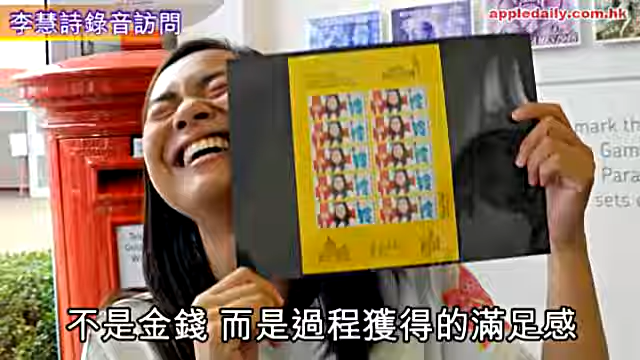 李慧詩錄音訪問
appledaily.com.hk
mark th
Gam
Para
sets o
不是金錢 而是過程獲得的滿足感